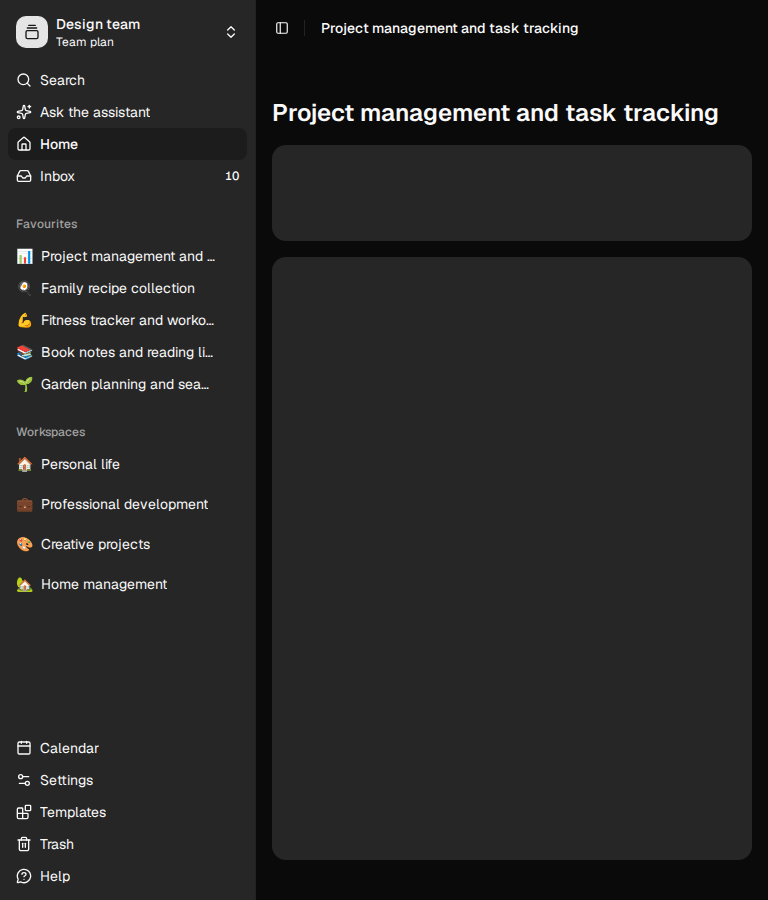 Design team
Team plan
Search
Ask the assistant
Home
Inbox
10
Favourites
Project management and ...
Family recipe collection
Fitness tracker and worko...
Book notes and reading li...
Garden planning and sea...
Workspaces
Personal life
Professional development
Creative projects
Home management
Calendar
Settings
Templates
Trash
Help
Project management and task tracking
Project management and task tracking